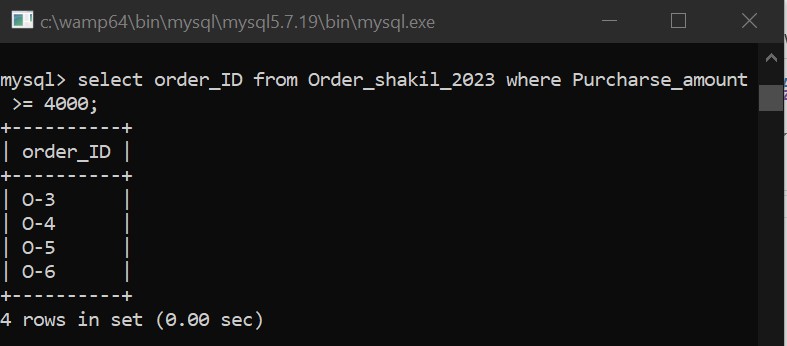 c:\wamp64\bin\mysql\mysql5.7.19\bin\mysql.exe
mysql> select order_ID from Order_shakil_2023 where Purcharse_amount
 >= 4000;
+----------+
| order_ID |
+----------+
| O-3      |
| O-4      |
| O-5      |
| O-6      |
+----------+
4 rows in set (0.00 sec)